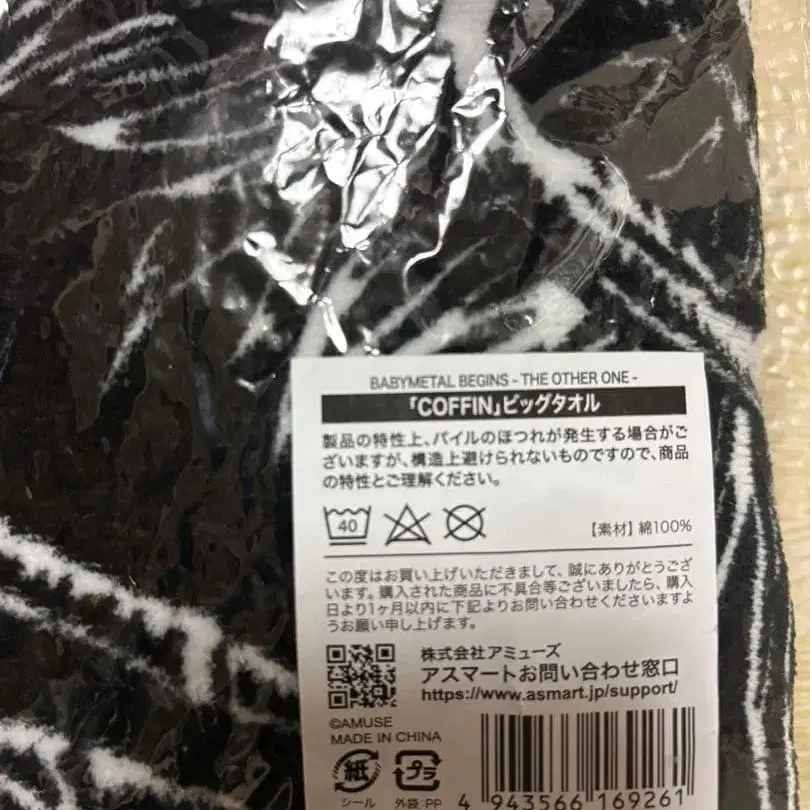 BABYMETAL BEGINS - THE OTHER ONE -
「COFFIN」ビッグタオル
製品の特性上、パイルのほつれが発生する場合がご
ざいますが、構造上避けられないものですので、商品
の特性とご理解ください。
40
【素材】綿100%
この度はお買い上げいただきまして、誠にありがとうござ
います。購入された商品に不具合等ございましたら、購入
日より1ヶ月以内に下記よりお問い合わせくださいますよ
うお願い申し上げます。
株式会社アミューズ
アスマートお問い合わせ窓口
https://www.asmart.jp/support/
©AMUSE
MADE IN CHINA
紙 プラ
シール 外袋:PP
4 943566 169261